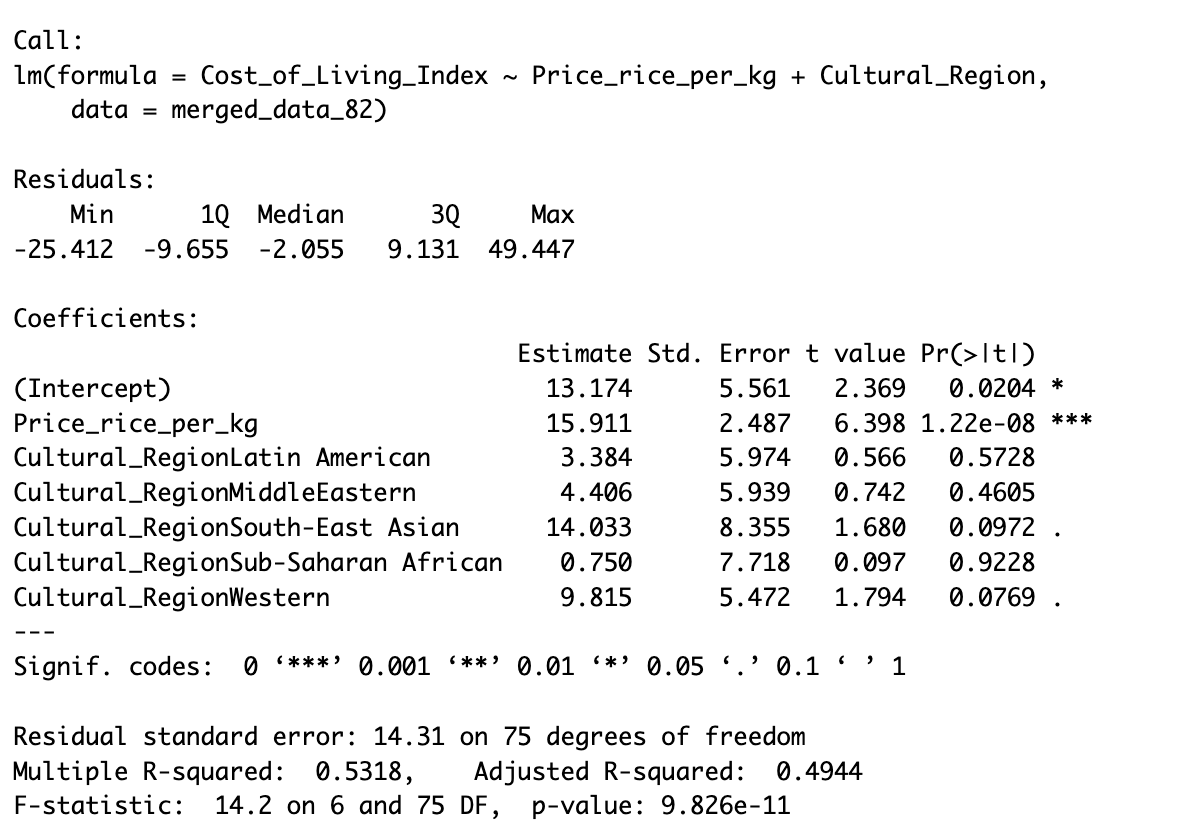 Call:
lm(formula = Cost_of_Living_Index ~ Price_rice_per_kg + Cultural_Region,
    data = merged_data_82)

Residuals:
    Min      1Q  Median      3Q     Max
-25.412  -9.655  -2.055   9.131  49.447

Coefficients:
                                   Estimate Std. Error t value Pr(>|t|)
(Intercept)                          13.174      5.561   2.369   0.0204 *
Price_rice_per_kg                    15.911      2.487   6.398 1.22e-08 ***
Cultural_RegionLatin American         3.384      5.974   0.566   0.5728
Cultural_RegionMiddleEastern          4.406      5.939   0.742   0.4605
Cultural_RegionSouth-East Asian      14.033      8.355   1.680   0.0972 .
Cultural_RegionSub-Saharan African    0.750      7.718   0.097   0.9228
Cultural_RegionWestern                9.815      5.472   1.794   0.0769 .
---
Signif. codes:  0 ‘***’ 0.001 ‘**’ 0.01 ‘*’ 0.05 ‘.’ 0.1 ‘ ’ 1

Residual standard error: 14.31 on 75 degrees of freedom
Multiple R-squared:  0.5318,    Adjusted R-squared:  0.4944
F-statistic:  14.2 on 6 and 75 DF,  p-value: 9.826e-11